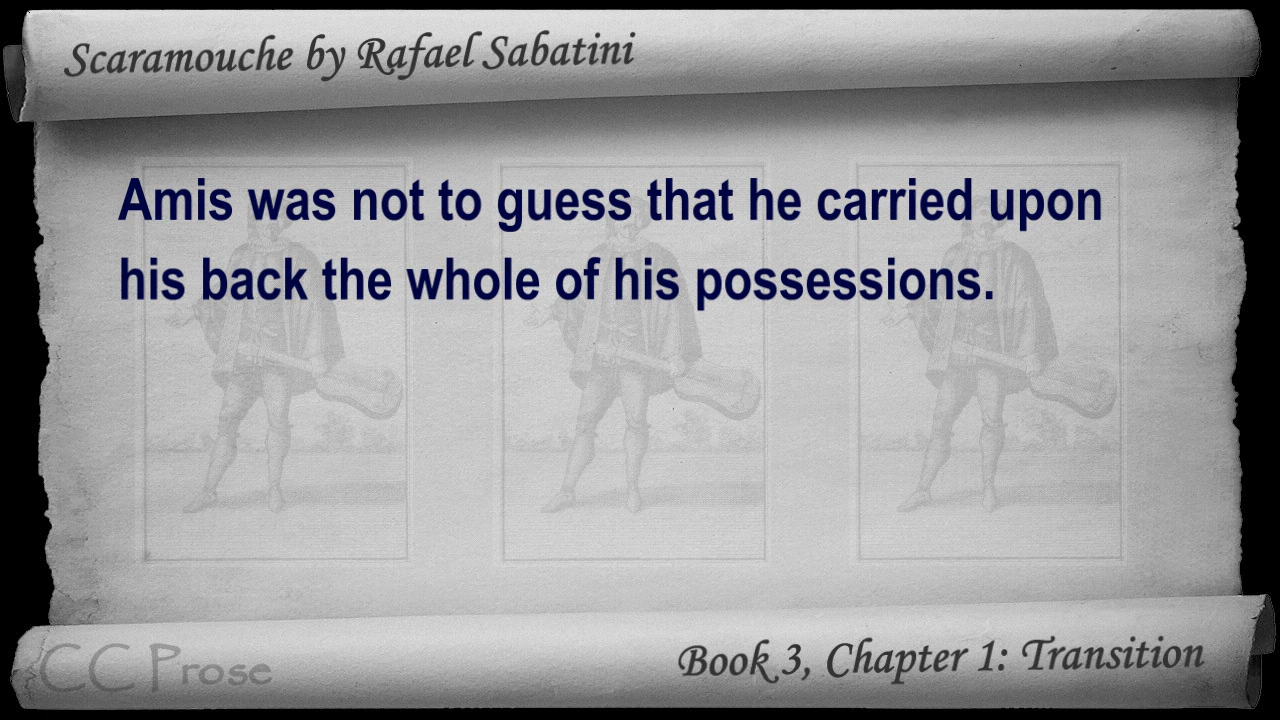 Scaramouche by Rafael Sabatini
Amis was not to guess that he carried upon
his back the whole of his possessions.
CC Prose
Book 3, Chapter 1: Transition